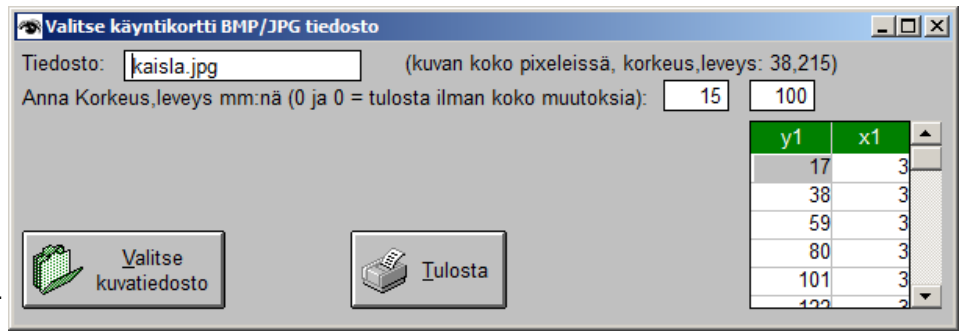 Valitse käyntikortti BMP/JPG tiedosto
Tiedosto: kaisla.jpg (kuvan koko pixeleissä, korkeus,leveys: 38,215)
Anna Korkeus,leveys mm:nä (0 ja 0 = tulosta ilman koko muutoksia): 15 100
y1 x1
17 3
38 3
59 3
80 3
101 3
122 3
Valitse
kuvatiedosto
Tulosta